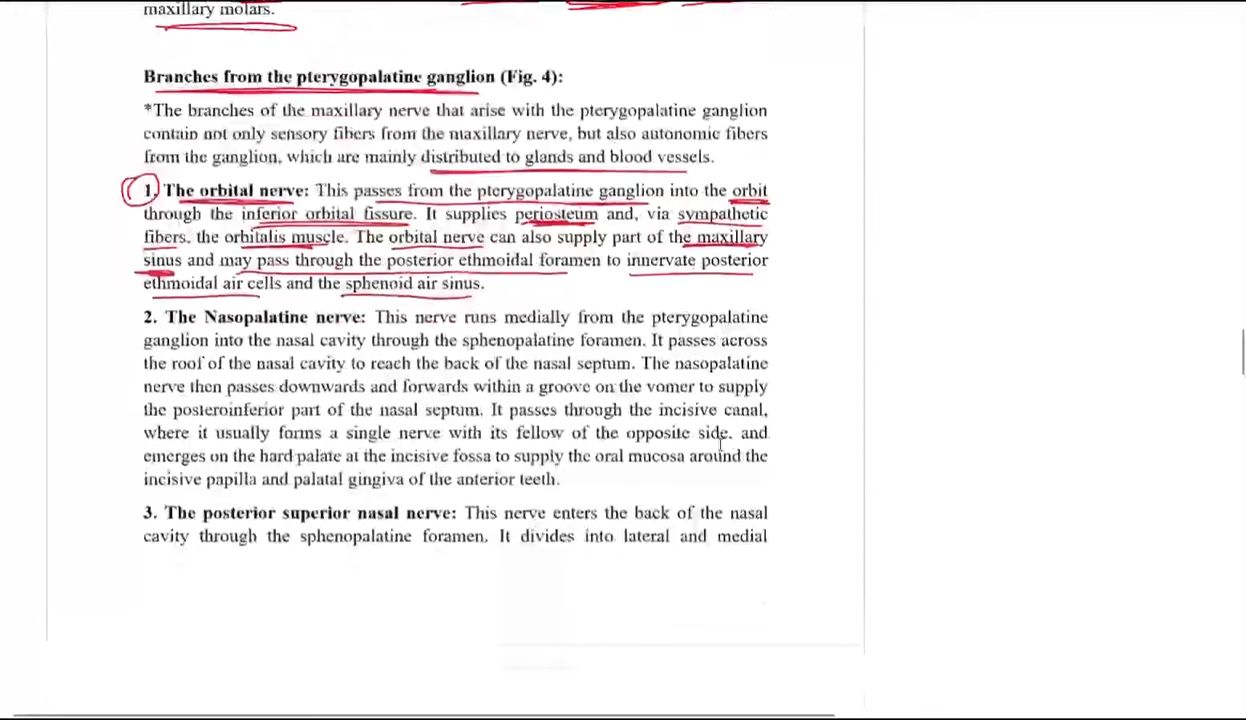 maxillary molars.
Branches from the pterygopalatine ganglion (Fig. 4):
*The branches of the maxillary nerve that arise with the pterygopalatine ganglion
contain not only sensory fibers from the maxillary nerve, but also autonomic fibers
from the ganglion, which are mainly distributed to glands and blood vessels.
1. The orbital nerve: This passes from the pterygopalatine ganglion into the orbit
through the inferior orbital fissure. It supplies periosteum and, via sympathetic
fibers, the orbitalis muscle. The orbital nerve can also supply part of the maxillary
sinus and may pass through the posterior ethmoidal foramen to innervate posterior
ethmoidal air cells and the sphenoid air sinus.
2. The Nasopalatine nerve: This nerve runs medially from the pterygopalatine
ganglion into the nasal cavity through the sphenopalatine foramen. It passes across
the roof of the nasal cavity to reach the back of the nasal septum. The nasopalatine
nerve then passes downwards and forwards within a groove on the vomer to supply
the posteroinferior part of the nasal septum. It passes through the incisive canal,
where it usually forms a single nerve with its fellow of the opposite side. and
emerges on the hard palate at the incisive fossa to supply the oral mucosa around the
incisive papilla and palatal gingiva of the anterior teeth.
3. The posterior superior nasal nerve: This nerve enters the back of the nasal
cavity through the sphenopalatine foramen. It divides into lateral and medial